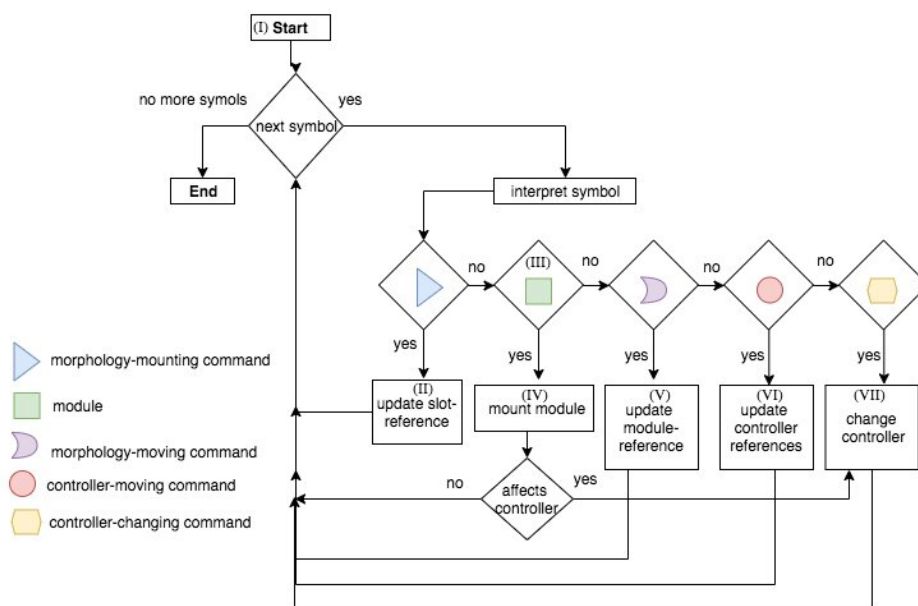 (I) Start
no more symols
yes
next symbol
End
interpret symbol
(III)
no
no
no
no
yes
yes
yes
yes
yes
(II)
update slot-
reference
(IV)
mount module
(V)
update
module-
reference
(VI)
update
controller
references
(VII)
change
controller
no
affects
controller
yes
morphology-mounting command
module
morphology-moving command
controller-moving command
controller-changing command